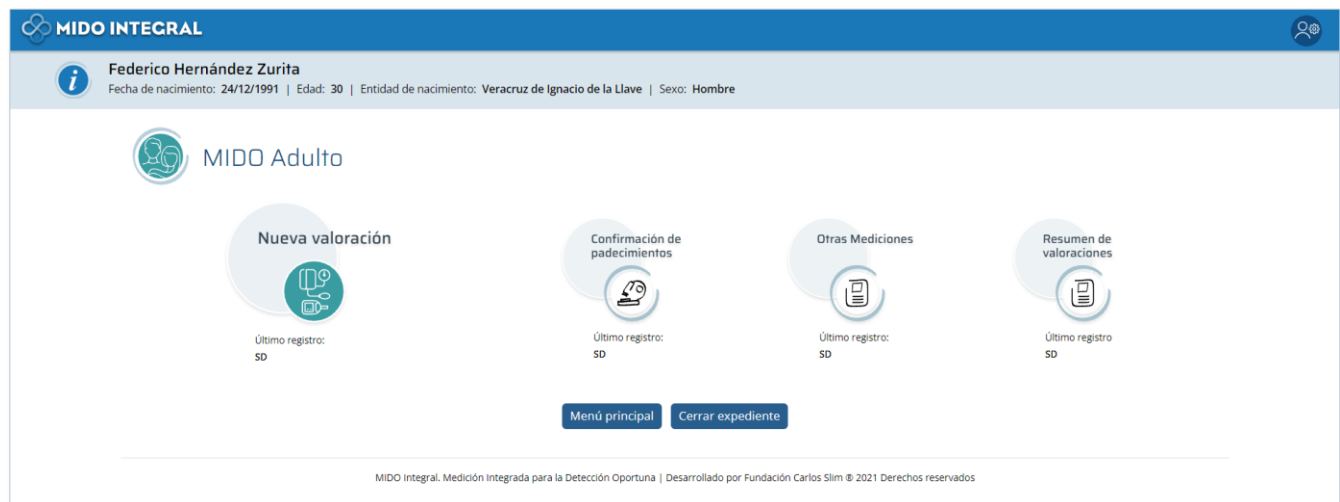 MIDO INTEGRAL
Federico Hernández Zurita
Fecha de nacimiento: 24/12/1991 | Edad: 30 | Entidad de nacimiento: Veracruz de Ignacio de la Llave | Sexo: Hombre
MIDO Adulto
Nueva valoración
Último registro:
SD
Confirmación de
padecimientos
Último registro:
SD
Otras Mediciones
Último registro:
SD
Resumen de
valoraciones
Último registro
SD
Menú principal
Cerrar expediente
MIDO Integral. Medición Integrada para la Detección Oportuna | Desarrollado por Fundación Carlos Slim ® 2021 Derechos reservados